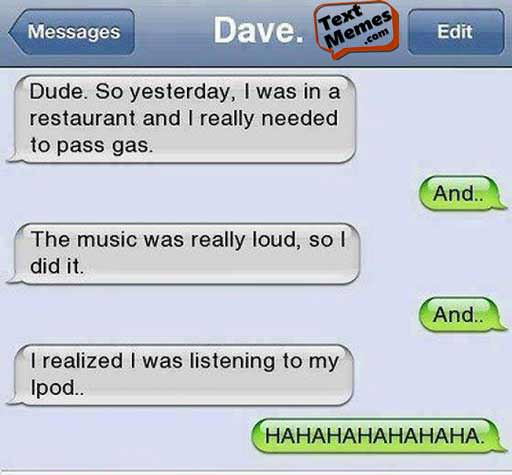 Messages
Dave.
Text
Memes
.com
Edit
Dude. So yesterday, I was in a
restaurant and I really needed
to pass gas.
And..
The music was really loud, so I
did it.
And..
I realized I was listening to my
Ipod..
HAHAHAHAHAHAHA.